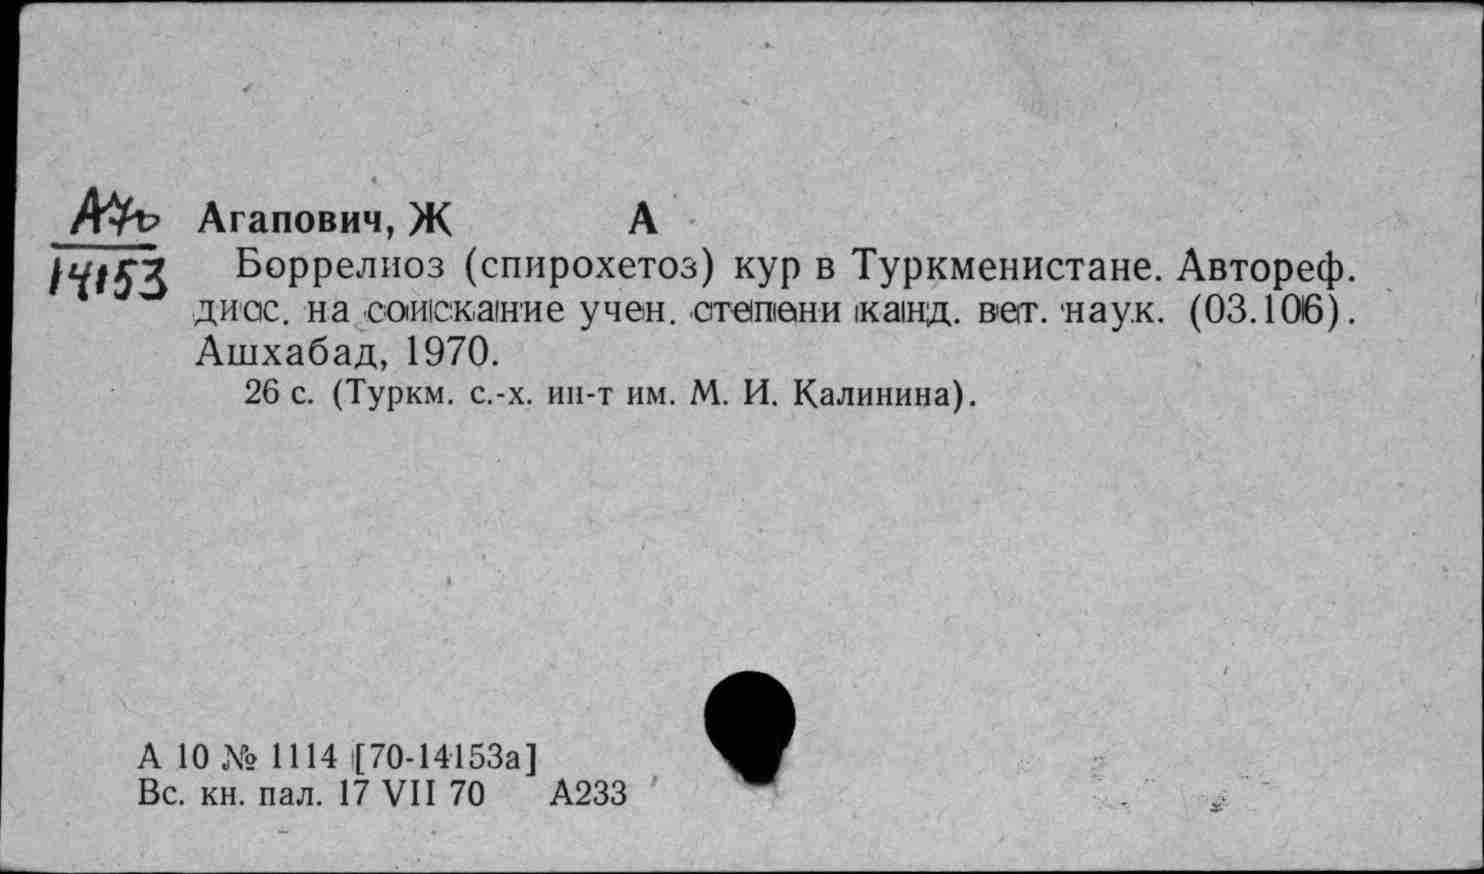 Агапович, Ж А
14153
Боррелиоз (спирохетоз) кур в Туркменистане. Автореф.
дисс. на соискание учен. степени канд. вет. наук. (03.106).
Ашхабад, 1970.
26 с. (Туркм. с.-х. ин-т им. М. И. Калинина).
А 10 № 1114 [70-14153а]
Вс. кн. пал. 17 VII 70 А233